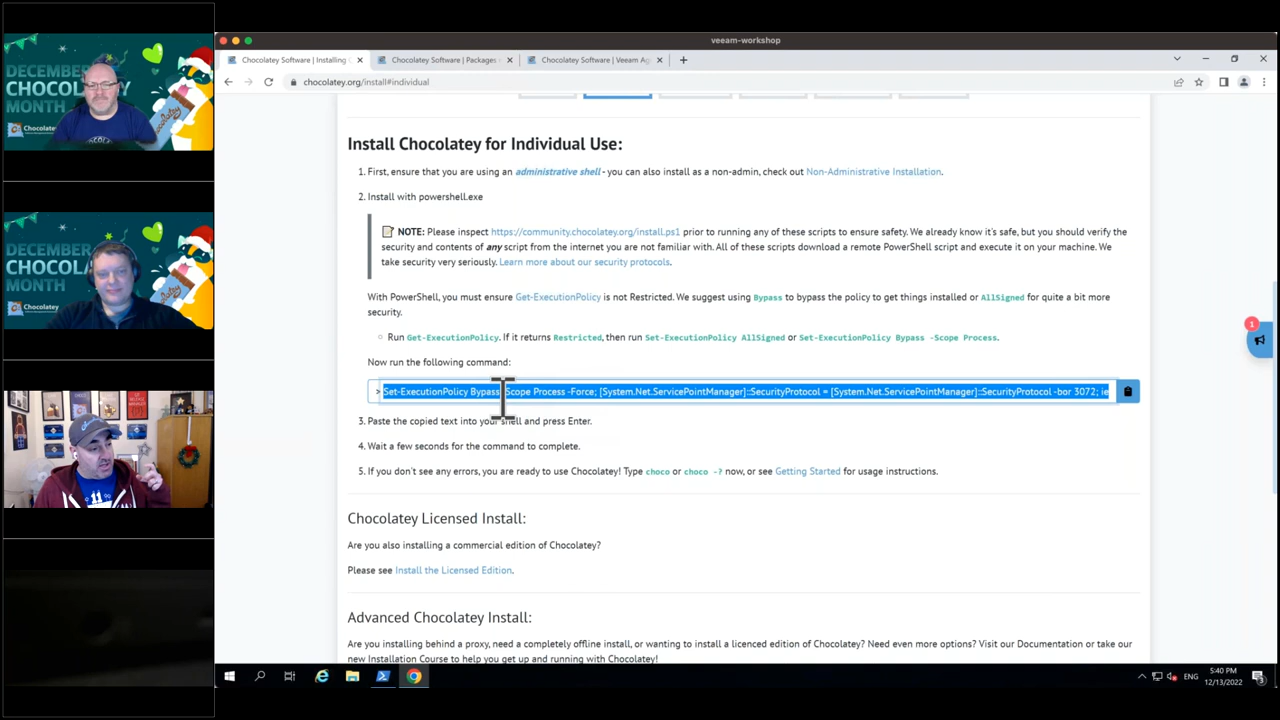 veeam-workshop
Chocolatey Software | Installing
Chocolatey Software | Packages
Chocolatey Software | Veeam Ag
chocolatey.org/install#individual
Install Chocolatey for Individual Use:
1. First, ensure that you are using an administrative shell - you can also install as a non-admin, check out Non-Administrative Installation.
2. Install with powershell.exe
NOTE: Please inspect https://community.chocolatey.org/install.ps1 prior to running any of these scripts to ensure safety. We already know it's safe, but you should verify the
security and contents of any script from the internet you are not familiar with. All of these scripts download a remote PowerShell script and execute it on your machine. We
take security very seriously. Learn more about our security protocols.
With PowerShell, you must ensure Get-ExecutionPolicy is not Restricted. We suggest using Bypass to bypass the policy to get things installed or AllSigned for quite a bit more
security.
Run Get-ExecutionPolicy. If it returns Restricted, then run Set-ExecutionPolicy AllSigned or Set-ExecutionPolicy Bypass -Scope Process.
Now run the following command:
> Set-ExecutionPolicy Bypass -Scope Process -Force; [System.Net.ServicePointManager]::SecurityProtocol = [System.Net.ServicePointManager]::SecurityProtocol -bor 3072; ie
3. Paste the copied text into your shell and press Enter.
4. Wait a few seconds for the command to complete.
5. If you don't see any errors, you are ready to use Chocolatey! Type choco or choco -? now, or see Getting Started for usage instructions.
Chocolatey Licensed Install:
Are you also installing a commercial edition of Chocolatey?
Please see Install the Licensed Edition.
Advanced Chocolatey Install:
Are you installing behind a proxy, need a completely offline install, or wanting to install a licenced edition of Chocolatey? Need even more options? Visit our Documentation or take our
new Installation Course to help you get up and running with Chocolatey!
1
ENG
5:40 PM
12/13/2022
3
DECEMBER
CHOCOLATEY
MONTH
Chocolatey
DECEMBER
CHOCOLA
MONTH
Chocolatey
11